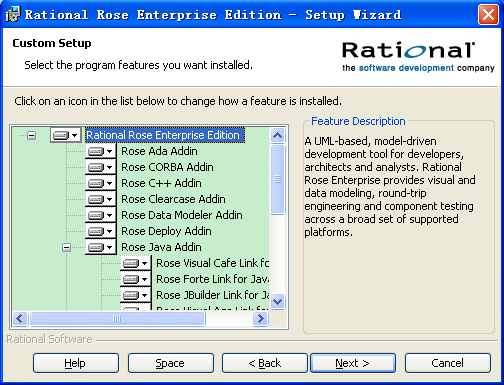 Rational Rose Enterprise Edition - Setup Wizard
Custom Setup
Select the program features you want installed.
Rational
the software development company
Click on an icon in the list below to change how a feature is installed.
Rational Rose Enterprise Edition
Rose Ada Addin
Rose CORBA Addin
Rose C++ Addin
Rose Clearcase Addin
Rose Data Modeler Addin
Rose Deploy Addin
Rose Java Addin
Rose Visual Cafe Link fo
Rose Forte Link for Jav
Rose JBuilder Link for Ja
Rose Visual Age Link for
Feature Description
A UML-based, model-driven
development tool for developers,
architects and analysts. Rational
Rose Enterprise provides visual and
data modeling, round-trip
engineering and component testing
across a broad set of supported
platforms.
Rational Software
Help
Space
< Back
Next >
Cancel